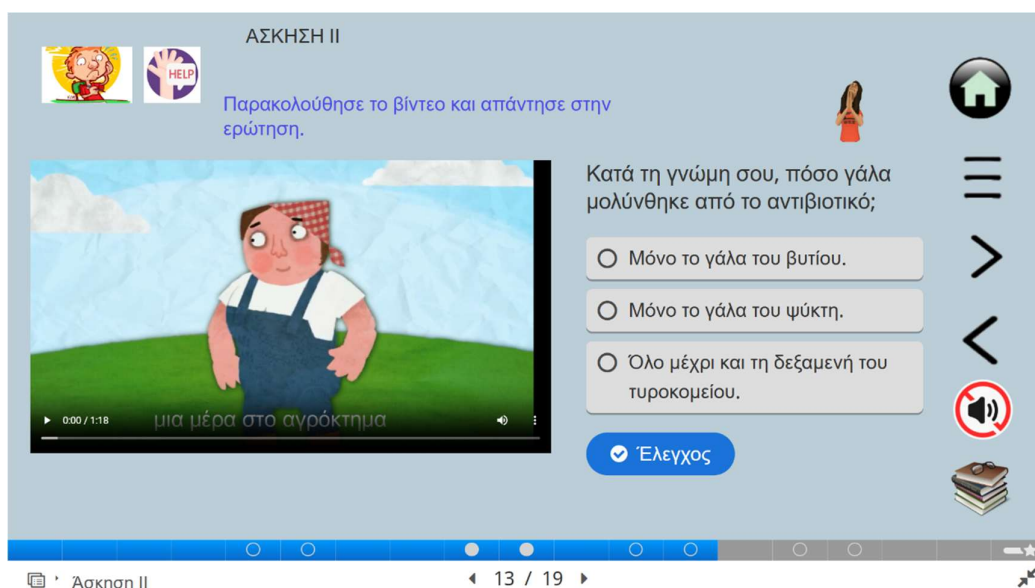 ΑΣΚΗΣΗ ΙΙ
HELP
Παρακολούθησε το βίντεο και απάντησε στην
ερώτηση.
Κατά τη γνώμη σου, πόσο γάλα
μολύνθηκε από το αντιβιοτικό;
Μόνο το γάλα του βυτίου.
Μόνο το γάλα του ψύκτη.
Όλο μέχρι και τη δεξαμενή του
τυροκομείου.
μια μέρα στο αγρόκτημα
0:00 / 1:18
Έλεγχος
Άσκηση ΙΙ
13 / 19